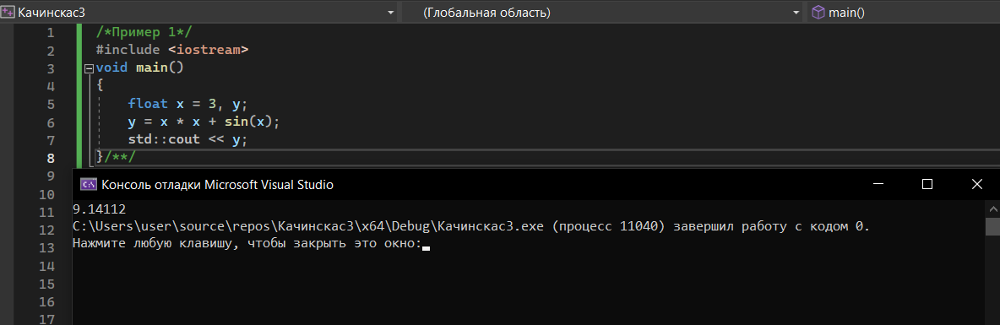 Качинскас3 (Глобальная область) main()
1 /*Пример 1*/
2 #include <iostream>
3 void main()
4 {
5 float x = 3, y;
6 y = x * x + sin(x);
7 std::cout << y;
8 }/**/
9
C:\ Консоль отладки Microsoft Visual Studio
10
11 9.14112
12 C:\Users\user\source\repos\Качинскас3\x64\Debug\Качинскас3.exe (процесс 11040) завершил работу с кодом 0.
13 Нажмите любую клавишу, чтобы закрыть это окно:
14
15
16
17